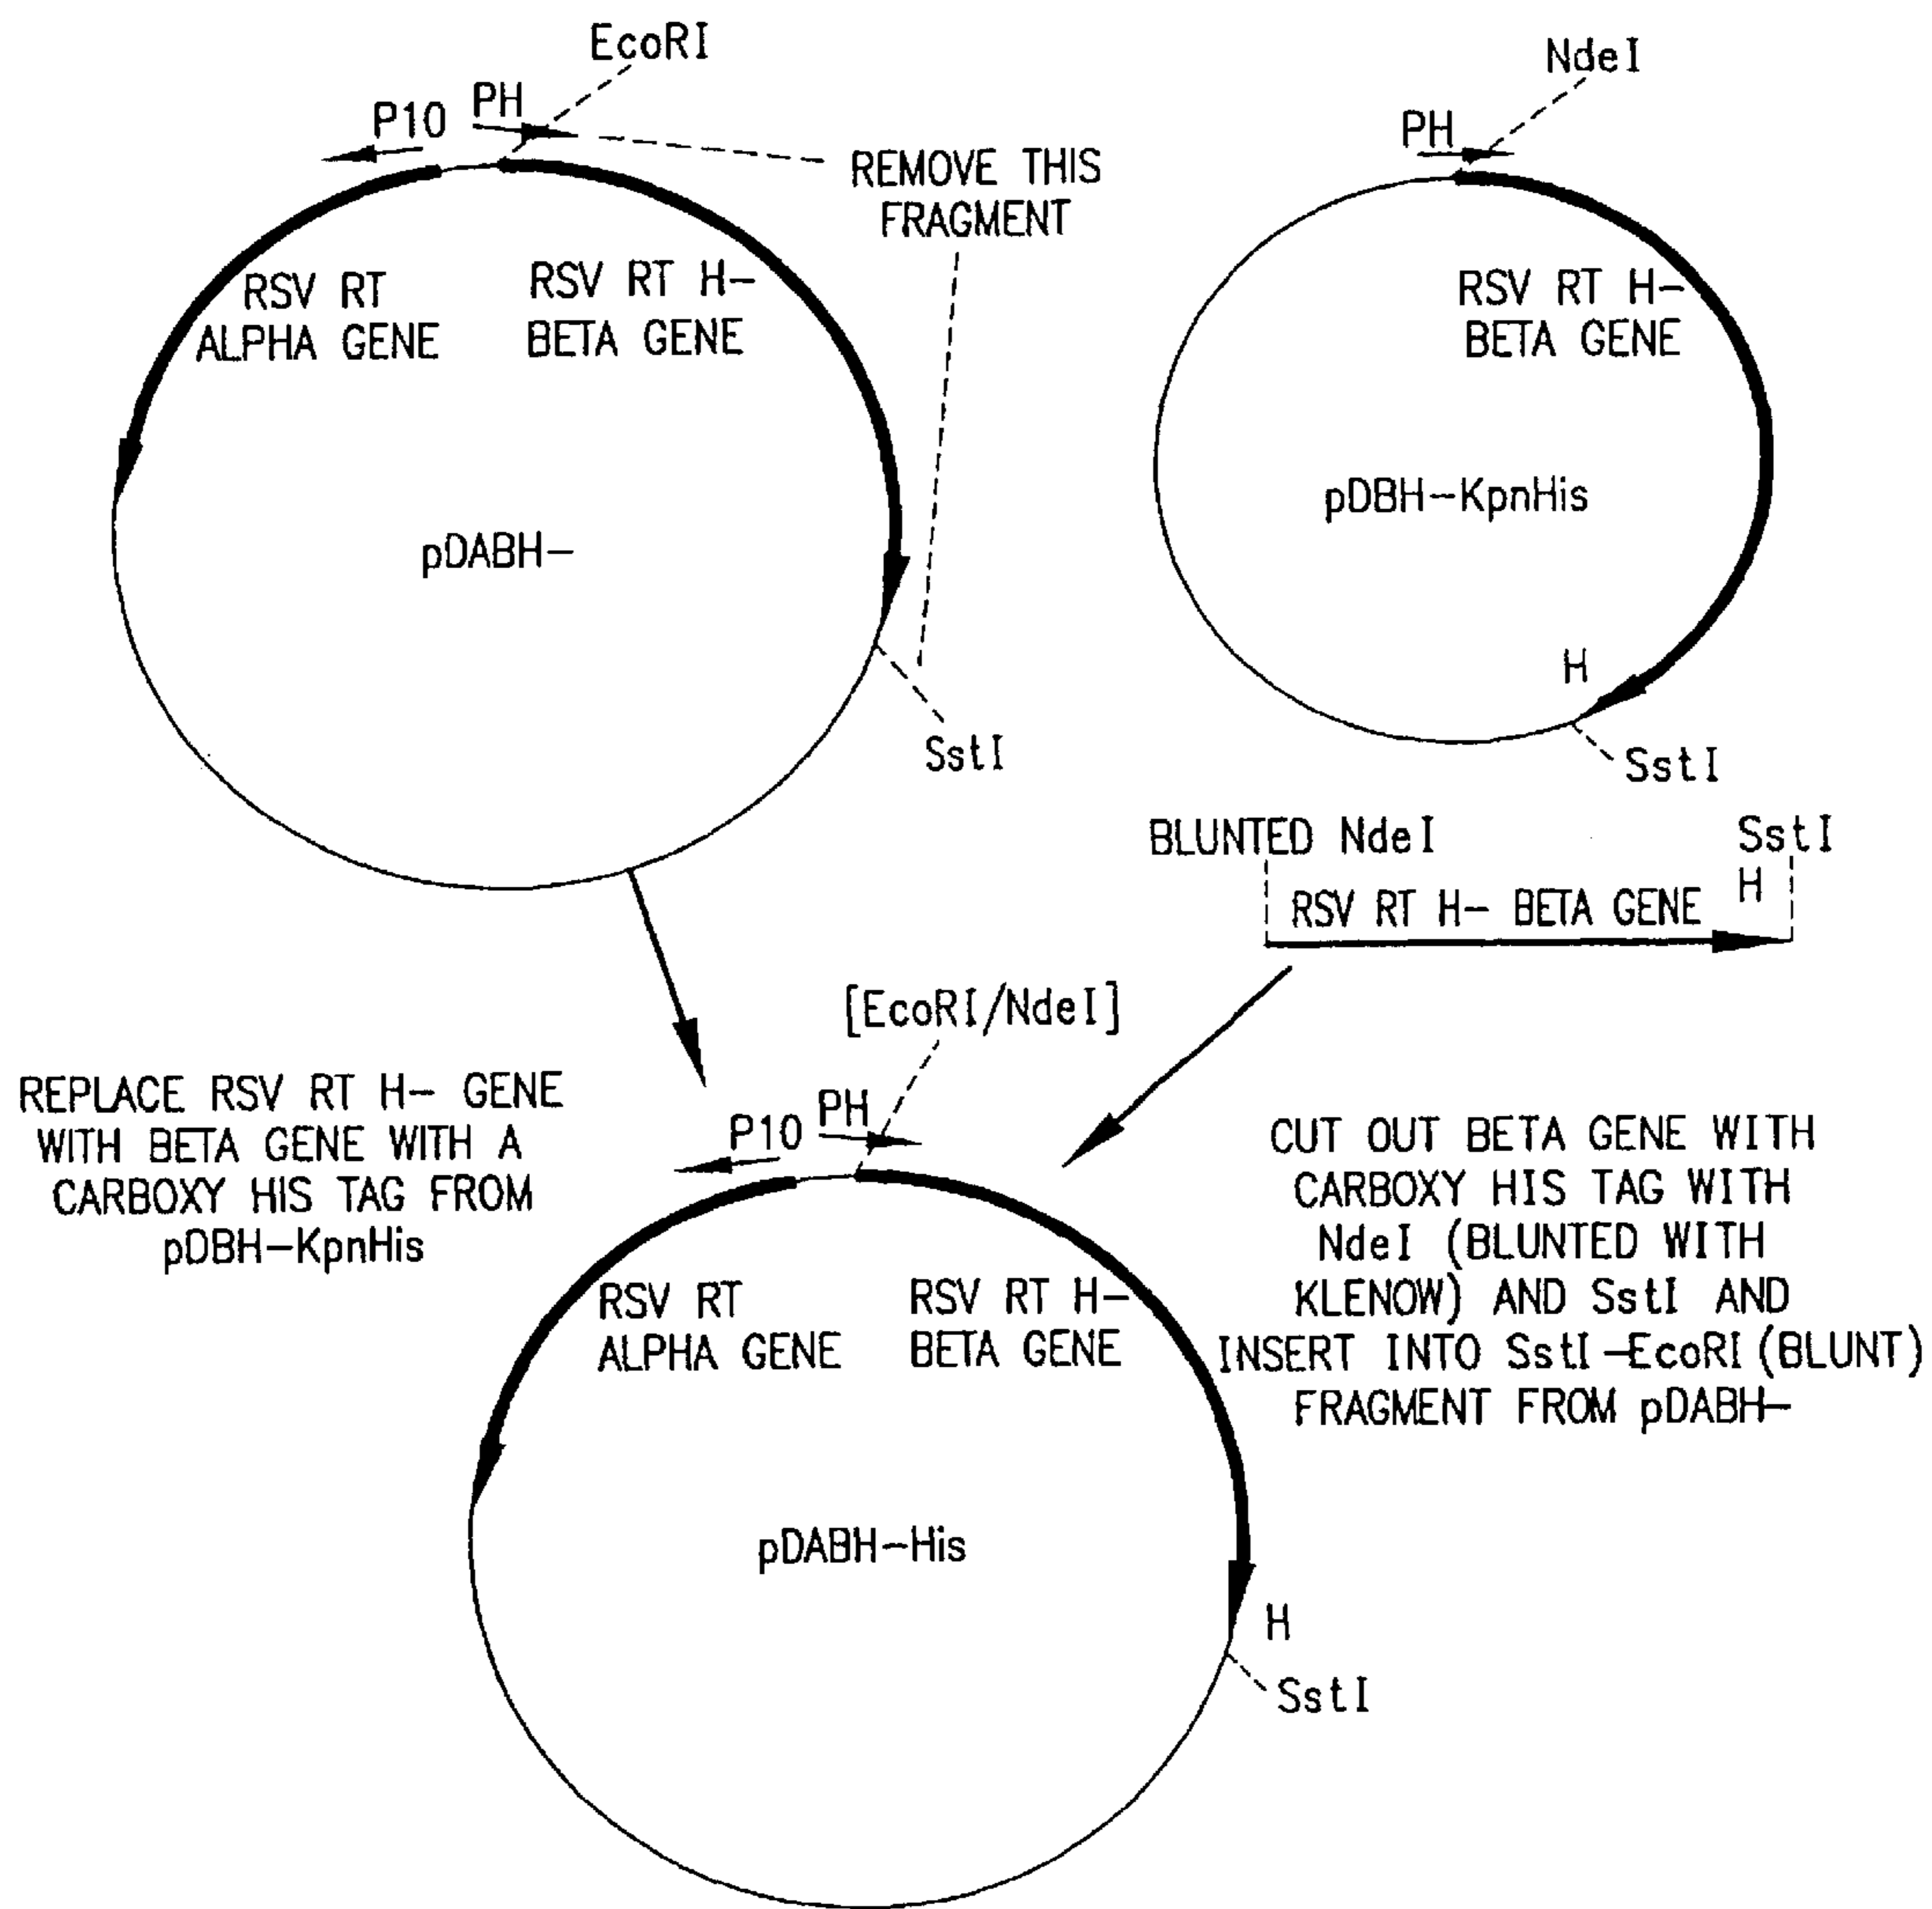 EcoRI
P10
PH
REMOVE THIS
FRAGMENT
RSV RT
ALPHA GENE
RSV RT H-
BETA GENE
pDABH-
SstI
NdeI
PH
RSV RT H-
BETA GENE
pDBH-KpnHis
H
SstI
BLUNTED NdeI
SstI
H
RSV RT H- BETA GENE
[EcoRI/NdeI]
REPLACE RSV RT H- GENE
WITH BETA GENE WITH A
CARBOXY HIS TAG FROM
pDBH-KpnHis
P10
PH
CUT OUT BETA GENE WITH
CARBOXY HIS TAG WITH
NdeI (BLUNTED WITH
KLENOW) AND SstI AND
INSERT INTO SstI-EcoRI (BLUNT)
FRAGMENT FROM pDABH-
RSV RT
ALPHA GENE
RSV RT H-
BETA GENE
pDABH-His
H
SstI